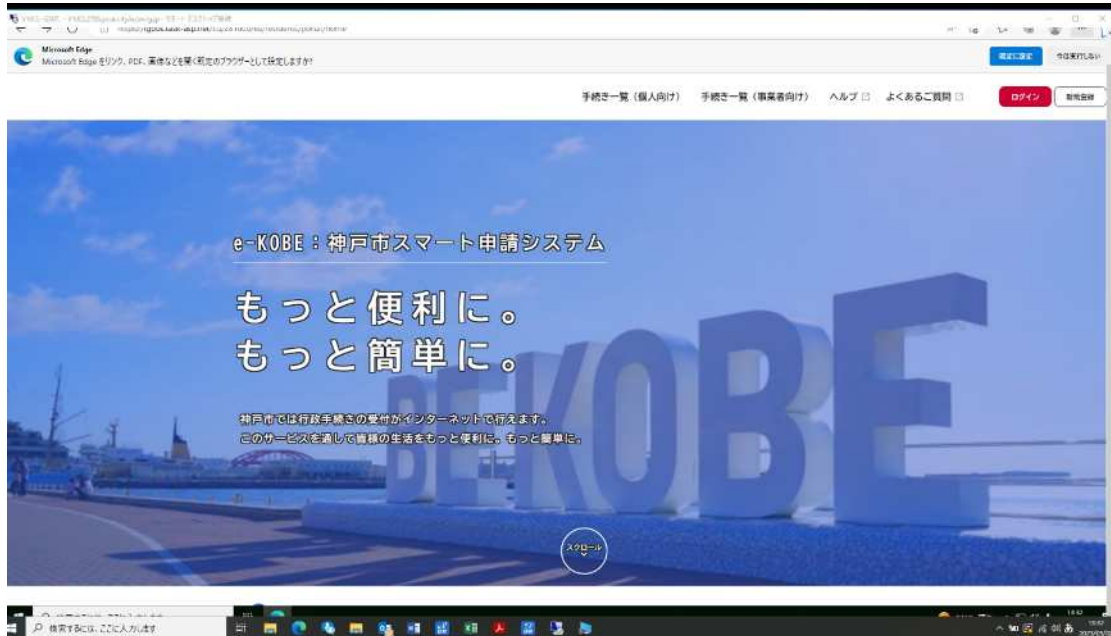 Microsoft Edge
Microsoft Edge をリンク、PDF、画像などを開く既定のブラウザーとして設定しますか?
既定に設定
今は実行しない
手続き一覧(個人向け) 手続き一覧(事業者向け) ヘルプ よくあるご質問
ログイン
新規登録
e-KOBE:神戸市スマート申請システム
もっと便利に。
もっと簡単に。
神戸市では行政手続きの受付がインターネットで行えます。
このサービスを通して皆様の生活をもっと便利に。もっと簡単に。
BE KOBE
スクロール
検索するには、ここに入力します